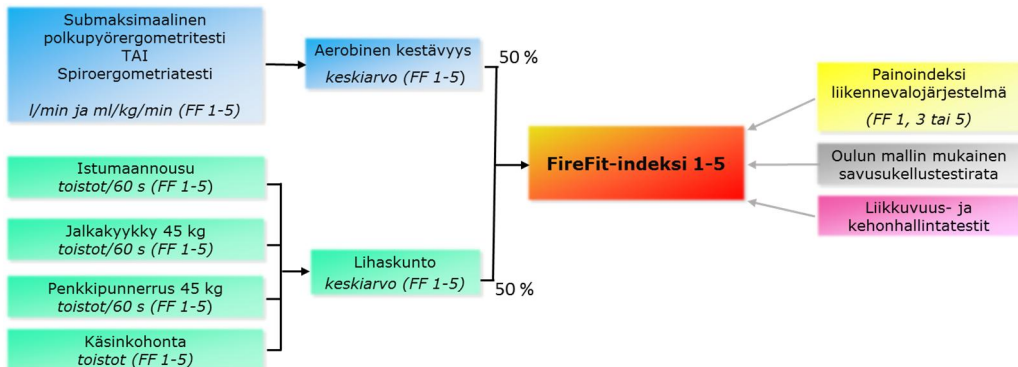 Submaksimaalinen
polkupyörergometritesti
TAI
Spiroergometriatesti
l/min ja ml/kg/min (FF 1-5)
Aerobinen kestävyys
keskiarvo (FF 1-5)
50 %
Istumaannousu
toistot/60 s (FF 1-5)
Jalkakyykky 45 kg
toistot/60 s (FF 1-5)
Penkkipunnerrus 45 kg
toistot/60 s (FF 1-5)
Käsinkohonta
toistot (FF 1-5)
Lihaskunto
keskiarvo (FF 1-5)
50 %
FireFit-indeksi 1-5
Painoindeksi
liikennevalojärjestelmä
(FF 1, 3 tai 5)
Oulun mallin mukainen
savusukellustestirata
Liikkuvuus- ja
kehonhallintatestit